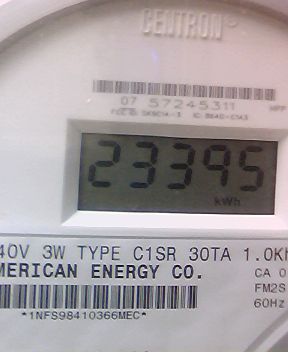 CENTRON®
07 57245311
23395
kWh
40V 3W TYPE C1SR 30TA 1.0Kh
MERICAN ENERGY CO.
CA 0
FM2S
60Hz
*1NFS98410366MEC*